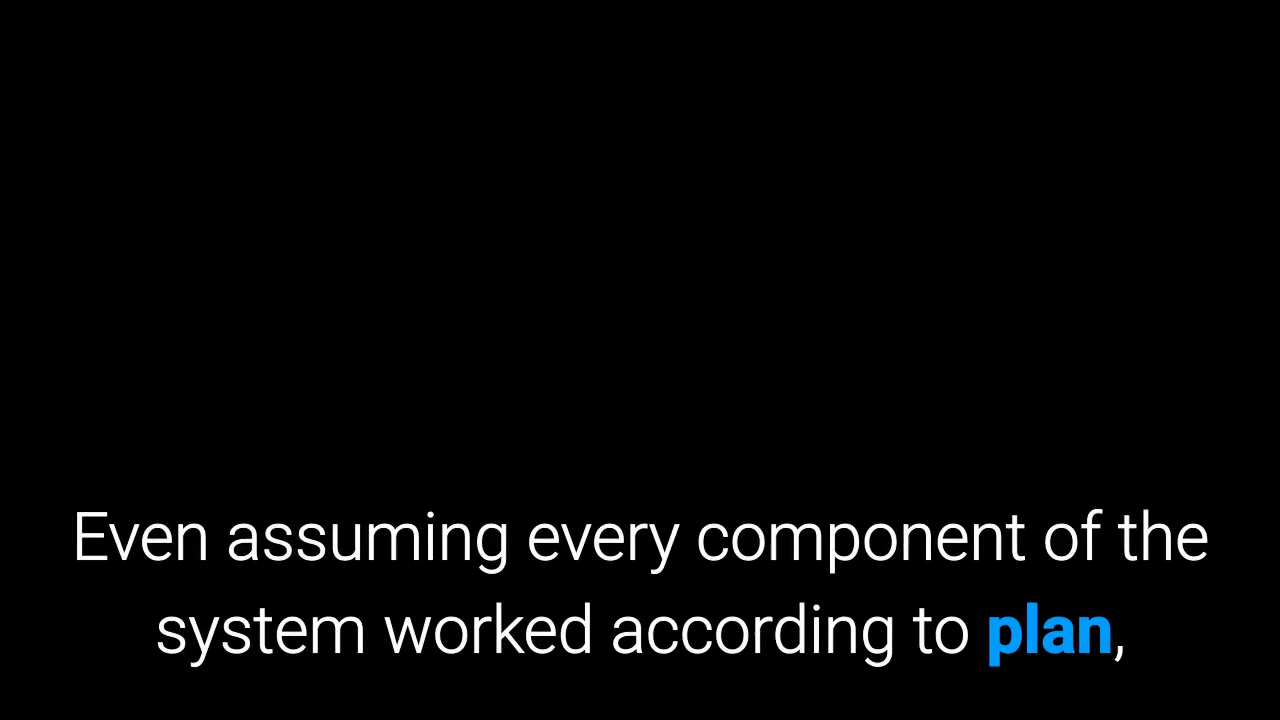 Even assuming every component of the
system worked according to plan,